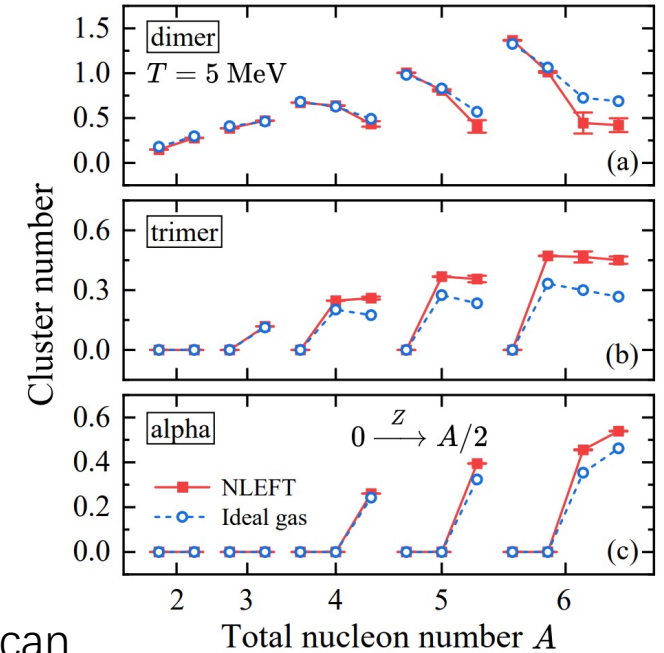 dimer
T = 5 MeV
1.5
1.0
0.5
0.0
(a)
trimer
0.6
0.3
0.0
(b)
Cluster number
alpha
0 \xrightarrow{Z} A/2
0.6
0.4
0.2
0.0
NLEFT
Ideal gas
(c)
2 3 4 5 6
can
Total nucleon number A